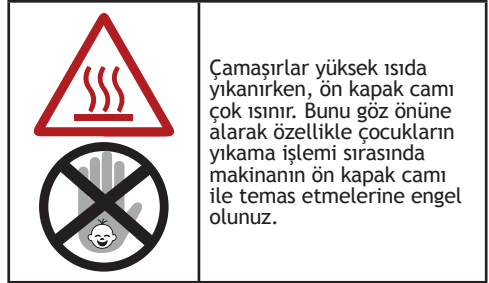 Çamaşırlar yüksek ısıda
yıkanırken, ön kapak camı
çok ısınır. Bunu göz önüne
alarak özellikle çocukların
yıkama işlemi sırasında
makinanın ön kapak camı
ile temas etmelerine engel
olunuz.